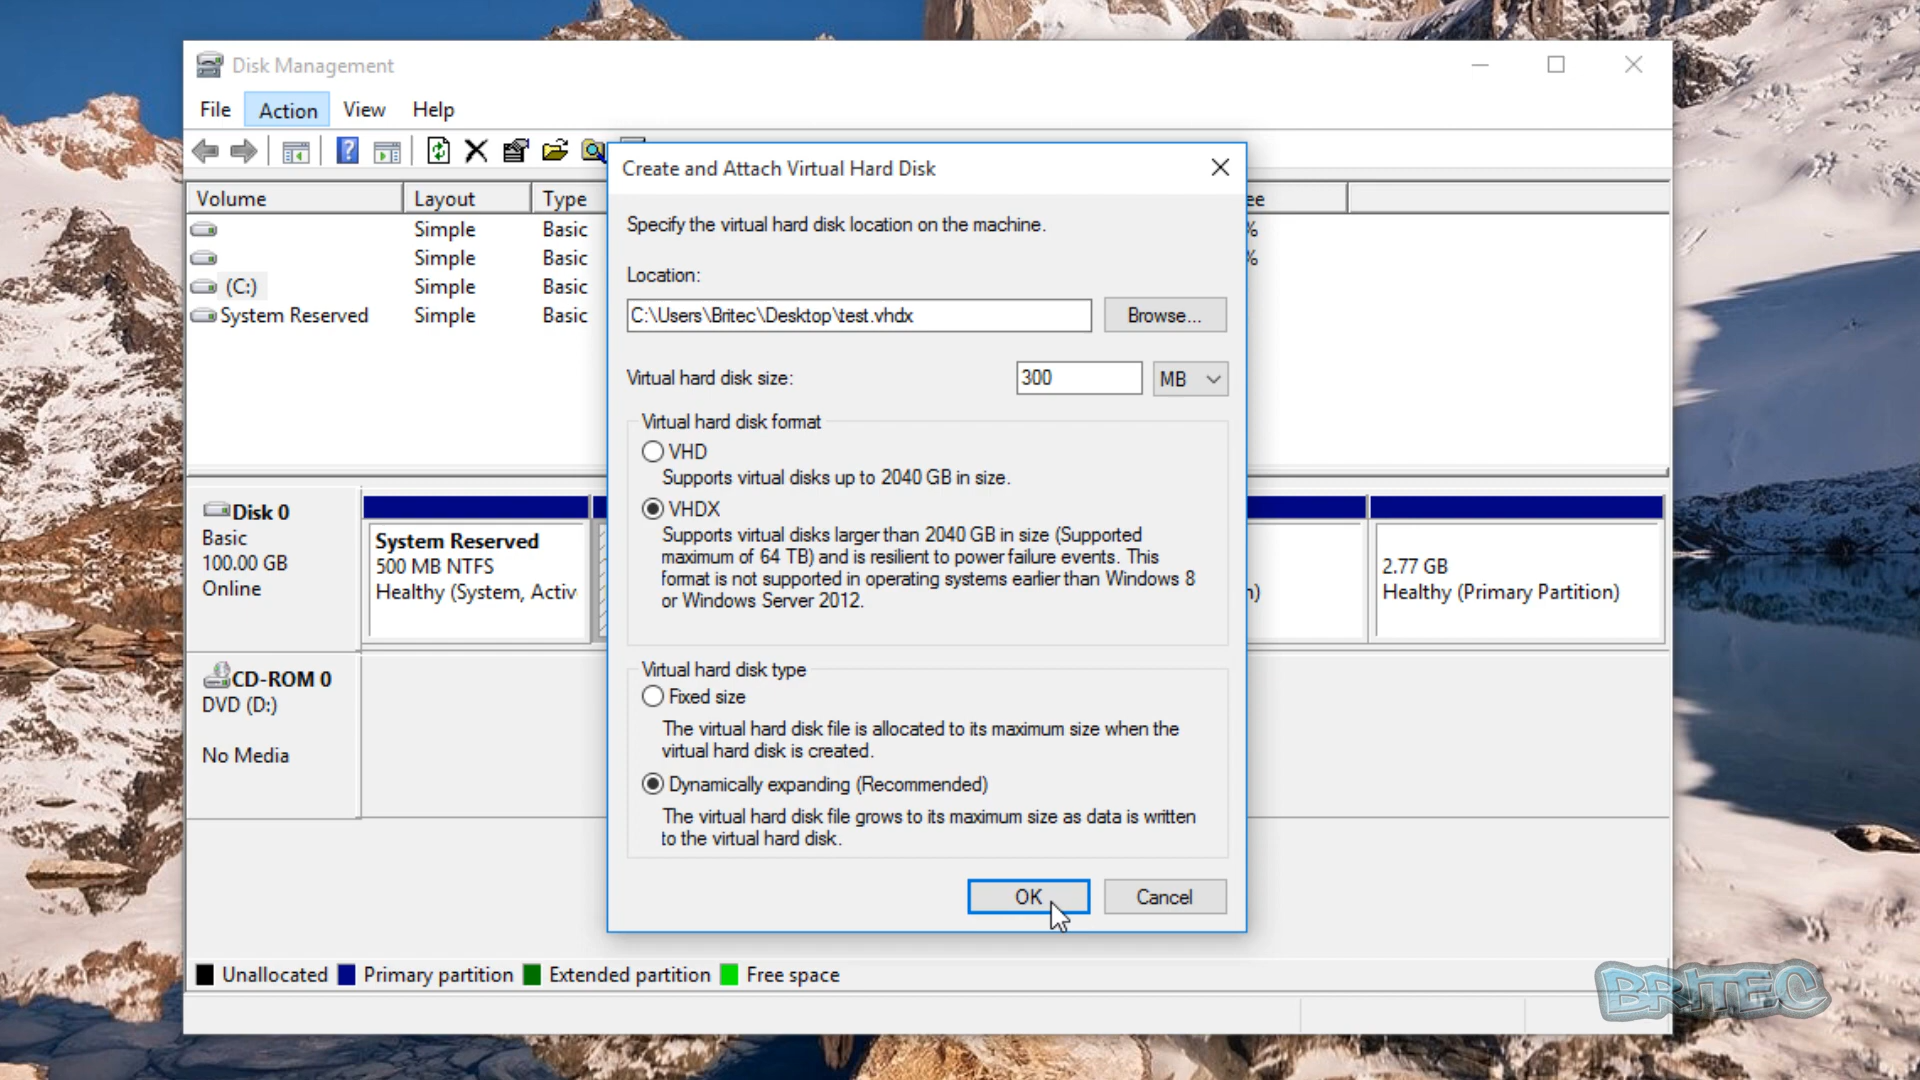 Disk Management
File Action View Help
Create and Attach Virtual Hard Disk
Volume Layout Type
Simple Basic
Simple Basic
(C:) Simple Basic
System Reserved Simple Basic
ee
%
%
Specify the virtual hard disk location on the machine.
Location:
C:\Users\Britec\Desktop\test.vhdx Browse...
Virtual hard disk size: 300 MB
Virtual hard disk format
VHD
Supports virtual disks up to 2040 GB in size.
VHDX
Supports virtual disks larger than 2040 GB in size (Supported
maximum of 64 TB) and is resilient to power failure events. This
format is not supported in operating systems earlier than Windows 8
or Windows Server 2012.
Virtual hard disk type
Fixed size
The virtual hard disk file is allocated to its maximum size when the
virtual hard disk is created.
Dynamically expanding (Recommended)
The virtual hard disk file grows to its maximum size as data is written
to the virtual hard disk.
OK Cancel
Disk 0
Basic
100.00 GB
Online
System Reserved
500 MB NTFS
Healthy (System, Activ
n)
2.77 GB
Healthy (Primary Partition)
CD-ROM 0
DVD (D:)
No Media
Unallocated Primary partition Extended partition Free space
BRITEC